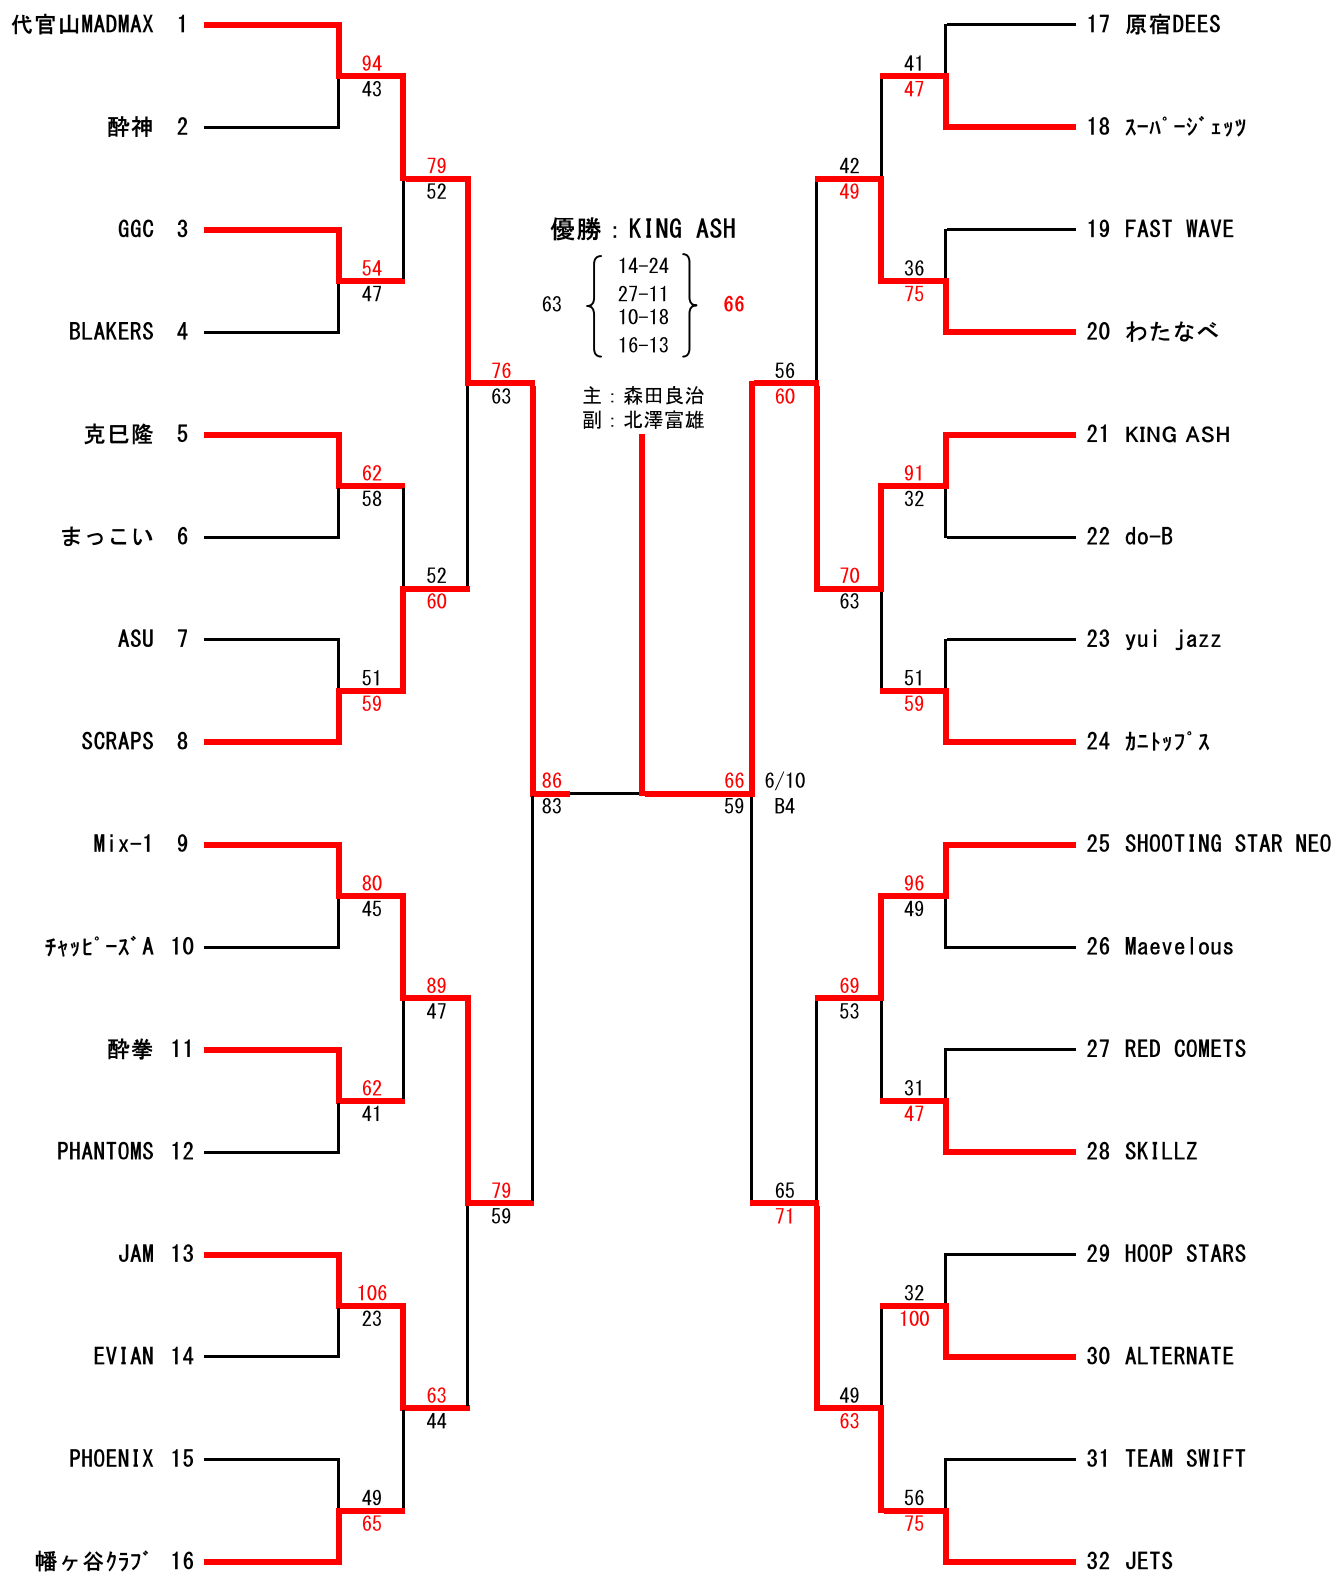 代官山MADMAX 1
94
43
酔神 2
79
52
GGC 3
54
47
BLAKERS 4
76
63
克巳隆 5
62
58
まっこい 6
52
60
ASU 7
51
59
SCRAPS 8
86
83
Mix-1 9
80
45
ﾁｬｯﾋﾟｰｽﾞA 10
89
47
酔拳 11
62
41
PHANTOMS 12
79
59
JAM 13
106
23
EVIAN 14
63
44
PHOENIX 15
49
65
幡ヶ谷ｸﾗﾌﾞ 16
優勝：KING ASH
14-24
27-11
63 66
10-18
16-13
主：森田良治
副：北澤富雄
17 原宿DEES
41
47
18 ｽｰﾊﾟｰｼﾞｪｯﾂ
42
49
19 FAST WAVE
36
75
20 わたなべ
56
60
21 KING ASH
91
32
22 do-B
70
63
23 yui jazz
51
59
24 ｶﾆﾄｯﾌﾟｽ
66 6/10
59 B4
25 SHOOTING STAR NEO
96
49
26 Maevelous
69
53
27 RED COMETS
31
47
28 SKILLZ
65
71
29 HOOP STARS
32
100
30 ALTERNATE
49
63
31 TEAM SWIFT
56
75
32 JETS